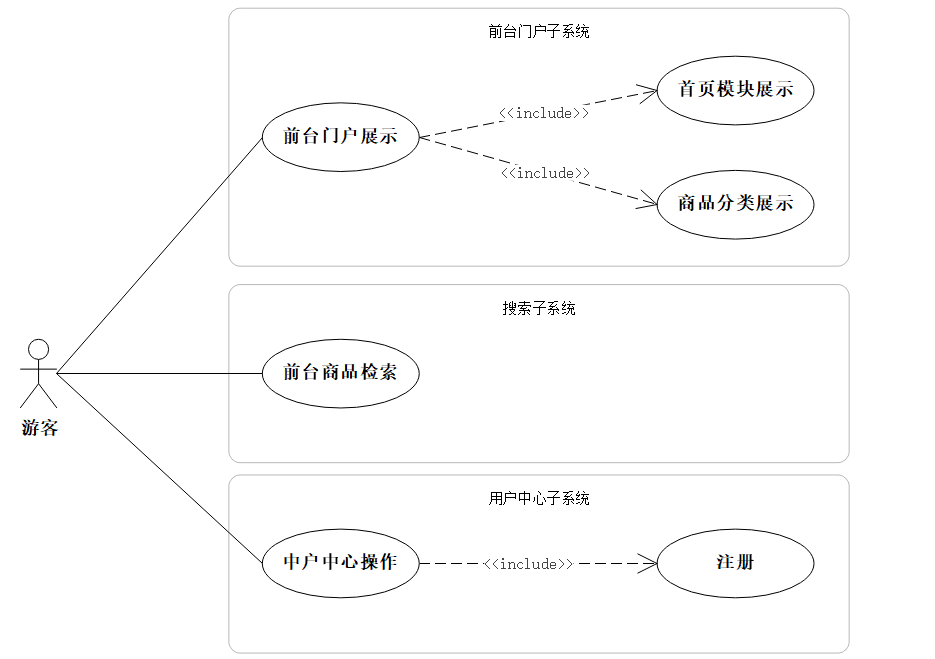 前台门户子系统
首页模块展示
<<include>>
前台门户展示
<<include>>
商品分类展示
搜索子系统
前台商品检索
游客
用户中心子系统
中户中心操作
<<include>>
注册